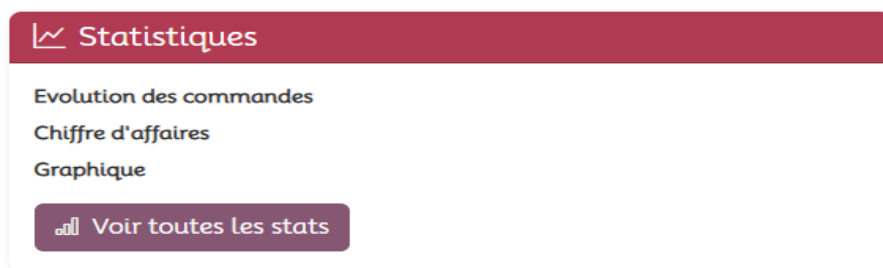 Statistiques
Evolution des commandes
Chiffre d'affaires
Graphique
Voir toutes les stats